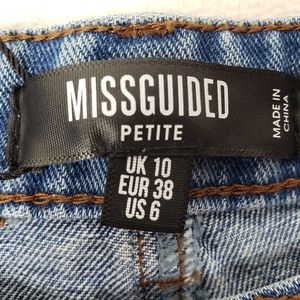 MISSGUIDED
PETITE
MADE IN
CHINA
UK 10
EUR 38
US 6